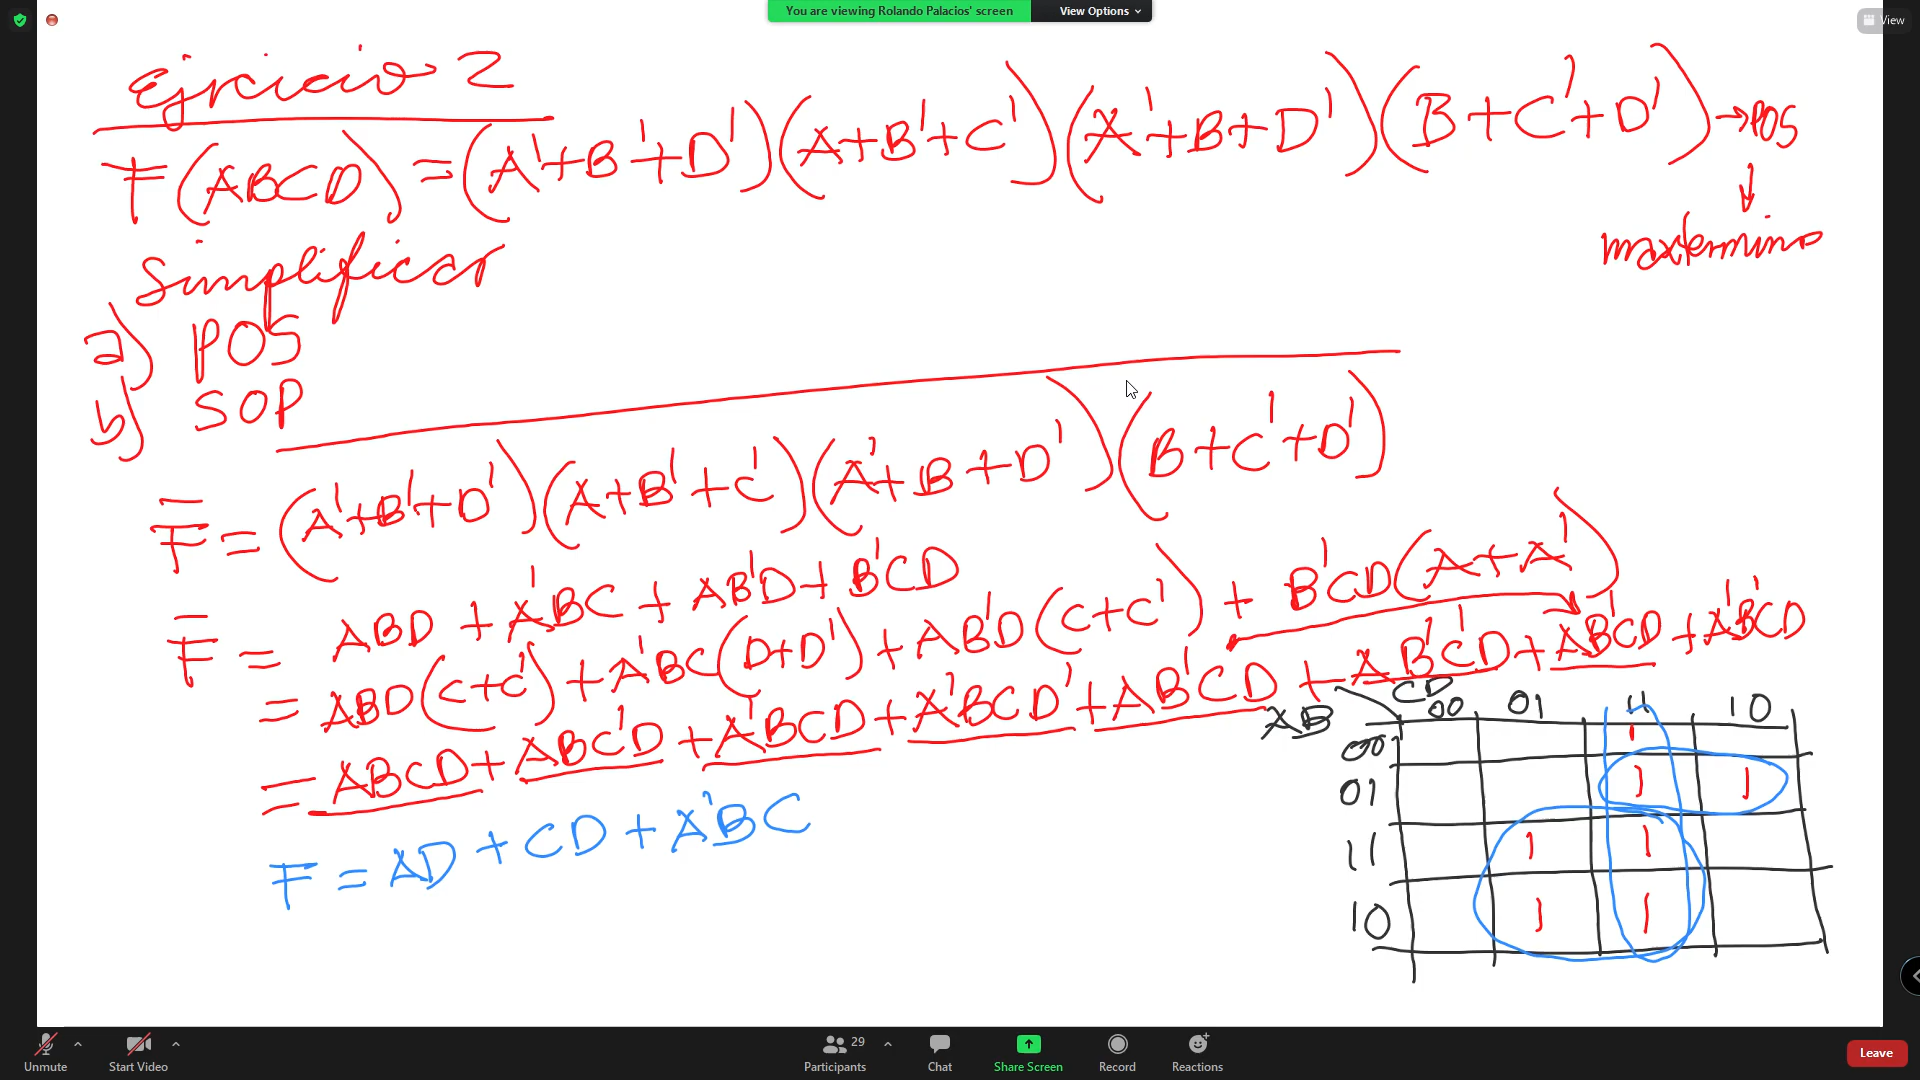 You are viewing Rolando Palacios' screen
View Options
View
Ejrcicio 2
F(ABCD) = (A'+B'+D')(A+B'+C')(A'+B+D')(B+C'+D') → POS
↓
maxtermino
Simplificar
a) POS
b) SOP
F̿ = (A'+B'+D')(A+B'+C')(A'+B+D')(B+C'+D')
F̅ = ABD + A'BC + AB'D + B'CD
= ABD(C+C') + A'BC(D+D') + AB'D(C+C') + B'CD(A+A')
= ABCD + ABC'D + A'BCD + A'BCD' + AB'CD + AB'C'D + AB'CD + A'B'CD
F = AD + CD + A'BC
CD
AB 00 01 11 10
00 1
01 1 1
11 1 1
10 1 1
Unmute
Start Video
Participants 29
Chat
Share Screen
Record
Reactions
Leave